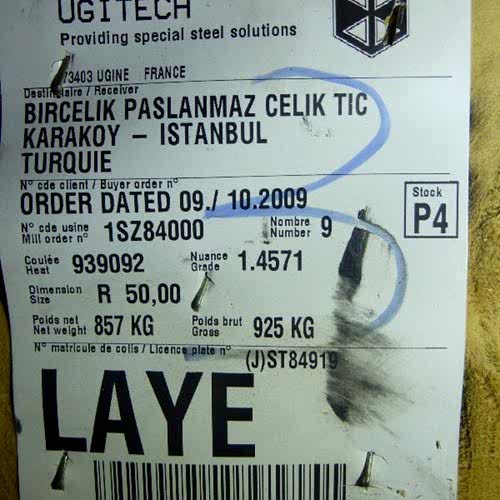 UGITECH
Providing special steel solutions
73403 UGINE FRANCE
Destinataire / Receiver
BIRCELIK PASLANMAZ CELIK TIC
KARAKOY – ISTANBUL
TURQUIE
N° cde client / Buyer order n°
ORDER DATED 09./ 10.2009
Stock
P4
N° cde usine
Mill order n° 1SZ84000
Nombre
Number 9
Coulée
Heat 939092
Nuance
Grade 1.4571
Dimension
Size R 50,00
Poids net
Net weight 857 KG
Poids brut
Gross 925 KG
N° matricule de colis / Licence plate n° (J)ST84919
LAYE
3